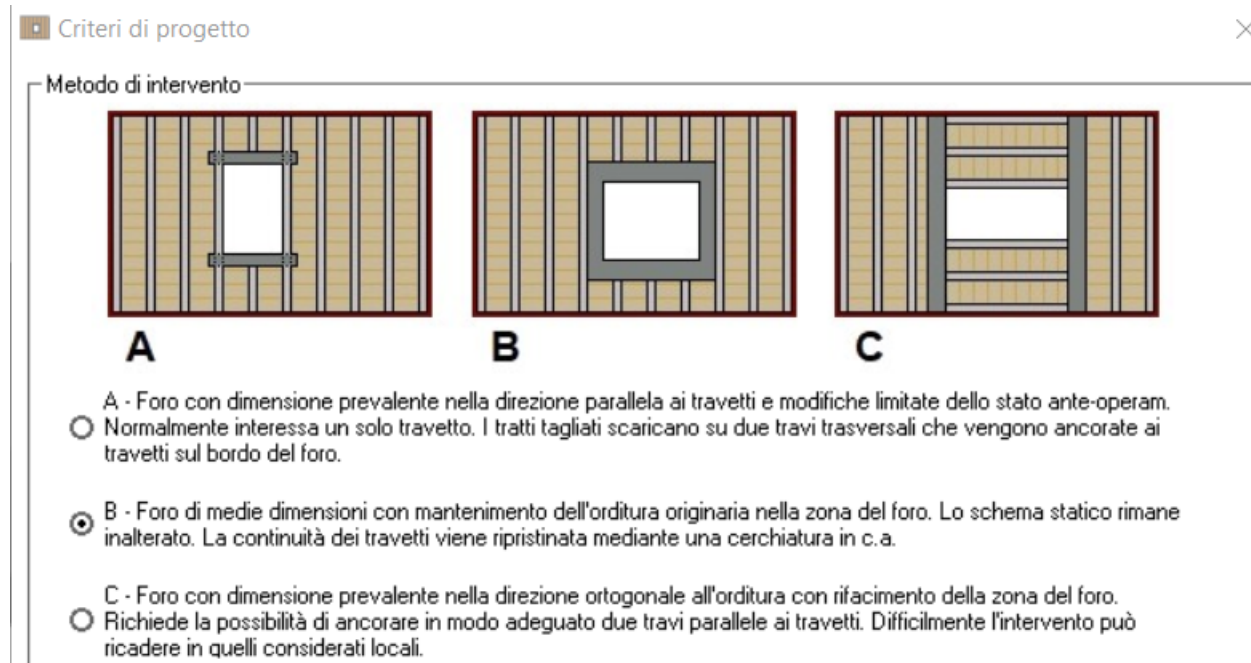 Criteri di progetto
Metodo di intervento
A
B
C
A - Foro con dimensione prevalente nella direzione parallela ai travetti e modifiche limitate dello stato ante-operam.
Normalmente interessa un solo travetto. I tratti tagliati scaricano su due travi trasversali che vengono ancorate ai
travetti sul bordo del foro.
B - Foro di medie dimensioni con mantenimento dell'orditura originaria nella zona del foro. Lo schema statico rimane
inalterato. La continuità dei travetti viene ripristinata mediante una cerchiatura in c.a.
C - Foro con dimensione prevalente nella direzione ortogonale all'orditura con rifacimento della zona del foro.
Richiede la possibilità di ancorare in modo adeguato due travi parallele ai travetti. Difficilmente l'intervento può
ricadere in quelli considerati locali.